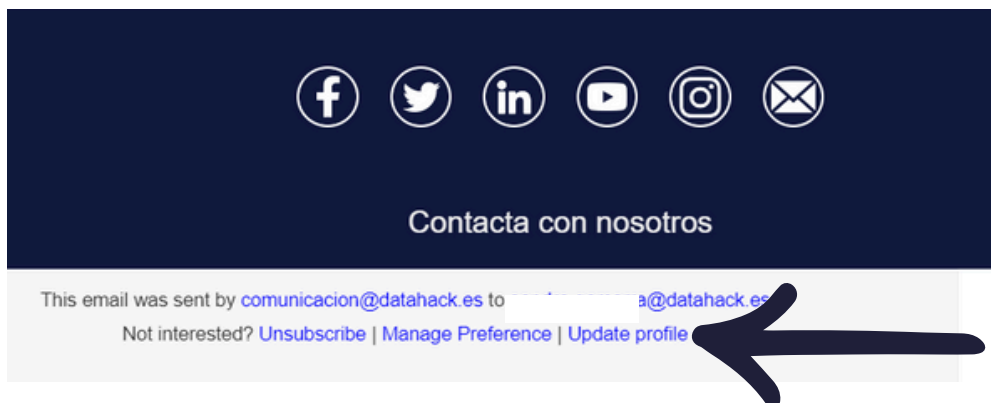 Contacta con nosotros
This email was sent by comunicacion@datahack.es to a@datahack.es
Not interested? Unsubscribe | Manage Preference | Update profile